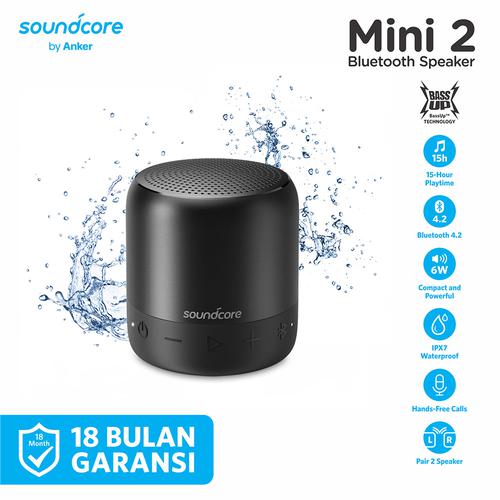 soundcore
by Anker
Mini 2
Bluetooth Speaker
BASS
UP
BassUp™
TECHNOLOGY
15h
15-Hour
Playtime
4.2
Bluetooth 4.2
6W
Compact and
Powerful
IPX7
Waterproof
Hands-Free Calls
L R
Pair 2 Speaker
soundcore
18
Month
18 BULAN
GARANSI